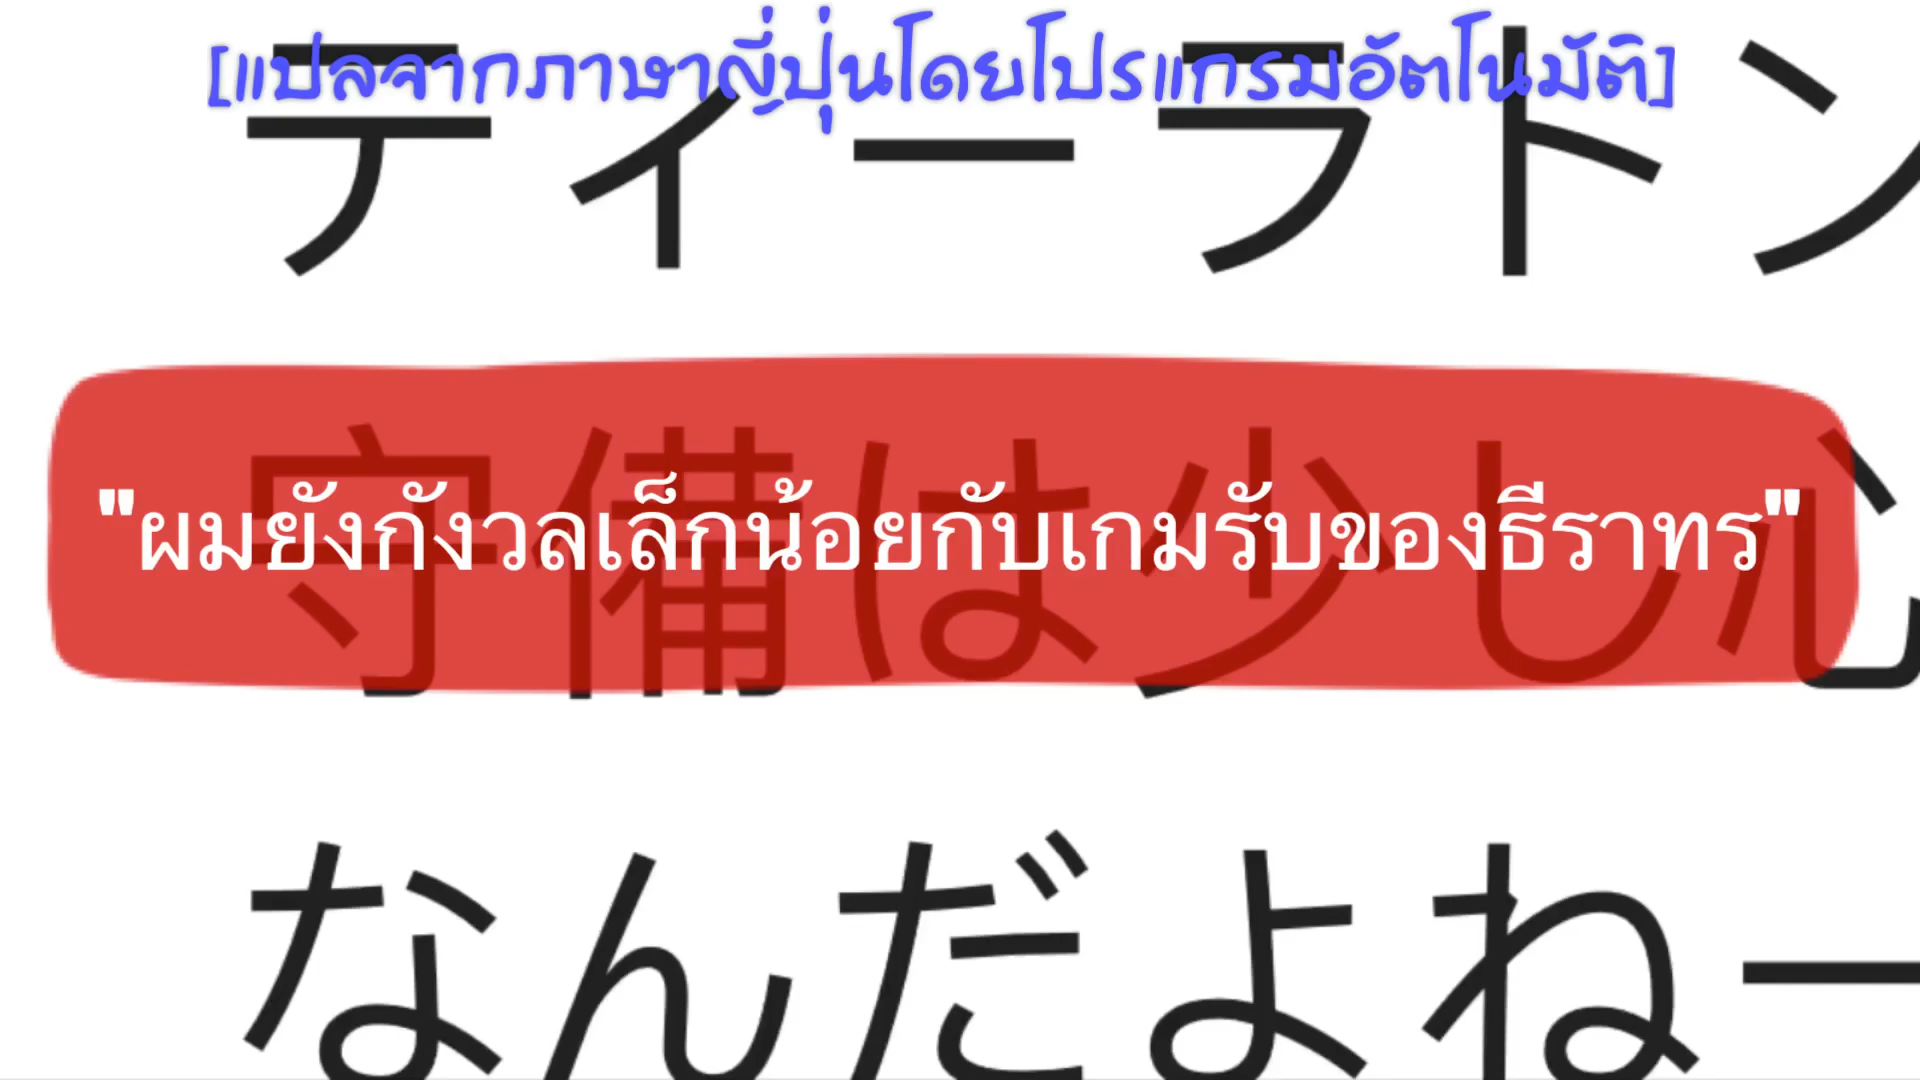 [แปลจากภาษาญี่ปุ่นโดยโปรแกรมอัตโนมัติ]
ティーラトン
"ผมยังกังวลเล็กน้อยกับเกมรับของธีราทร"
守備は少し心
なんだよねー